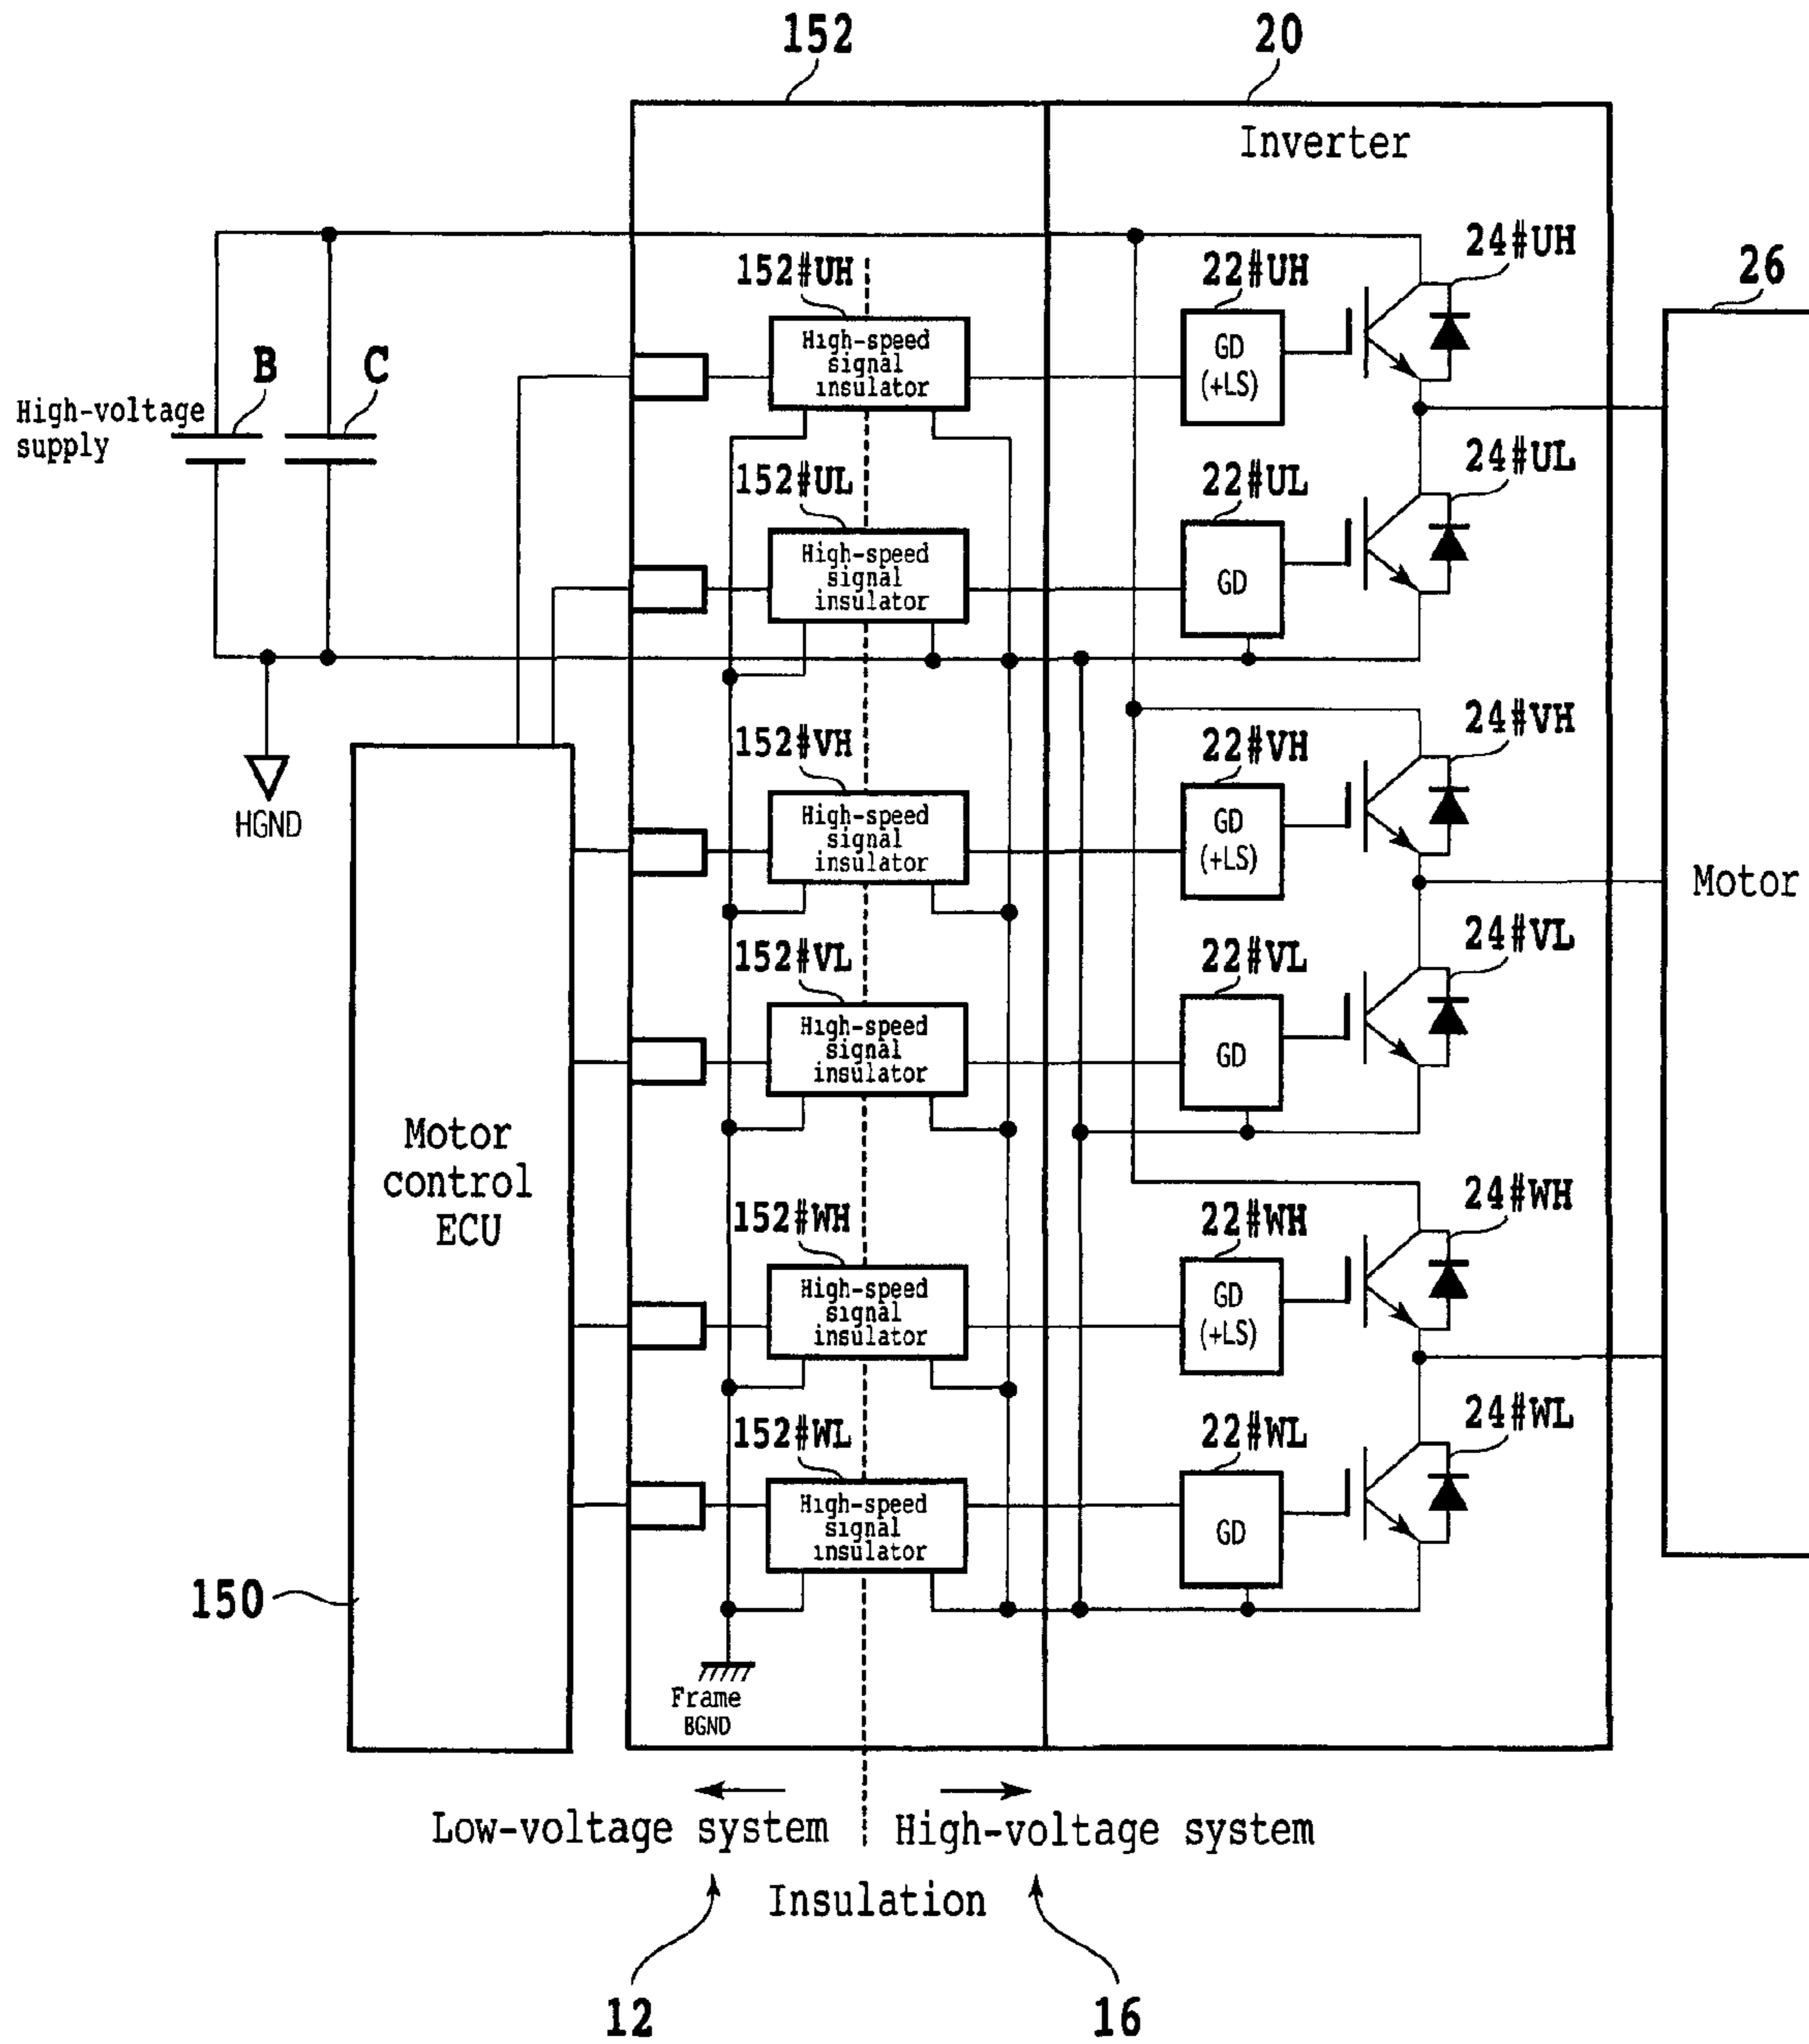 152
20
Inverter
24#UH
26
152#UH
22#UH
High-speed
signal
insulator
GD
(+LS)
B
C
High-voltage
supply
24#UL
152#UL
22#UL
High-speed
signal
insulator
GD
24#VH
152#VH
22#VH
HGND
High-speed
signal
insulator
GD
(+LS)
Motor
24#VL
152#VL
22#VL
High-speed
signal
insulator
GD
Motor
control
ECU
24#WH
152#WH
22#WH
High-speed
signal
insulator
GD
(+LS)
24#WL
152#WL
22#WL
High-speed
signal
insulator
GD
150
Frame
BGND
Low-voltage system
High-voltage system
Insulation
12
16